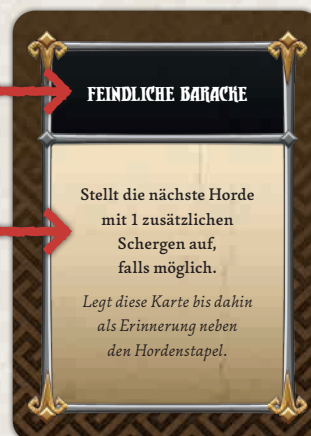 FEINDLICHE BARACKE
Stellt die nächste Horde
mit 1 zusätzlichen
Schergen auf,
falls möglich.
Legt diese Karte bis dahin
als Erinnerung neben
den Hordenstapel.